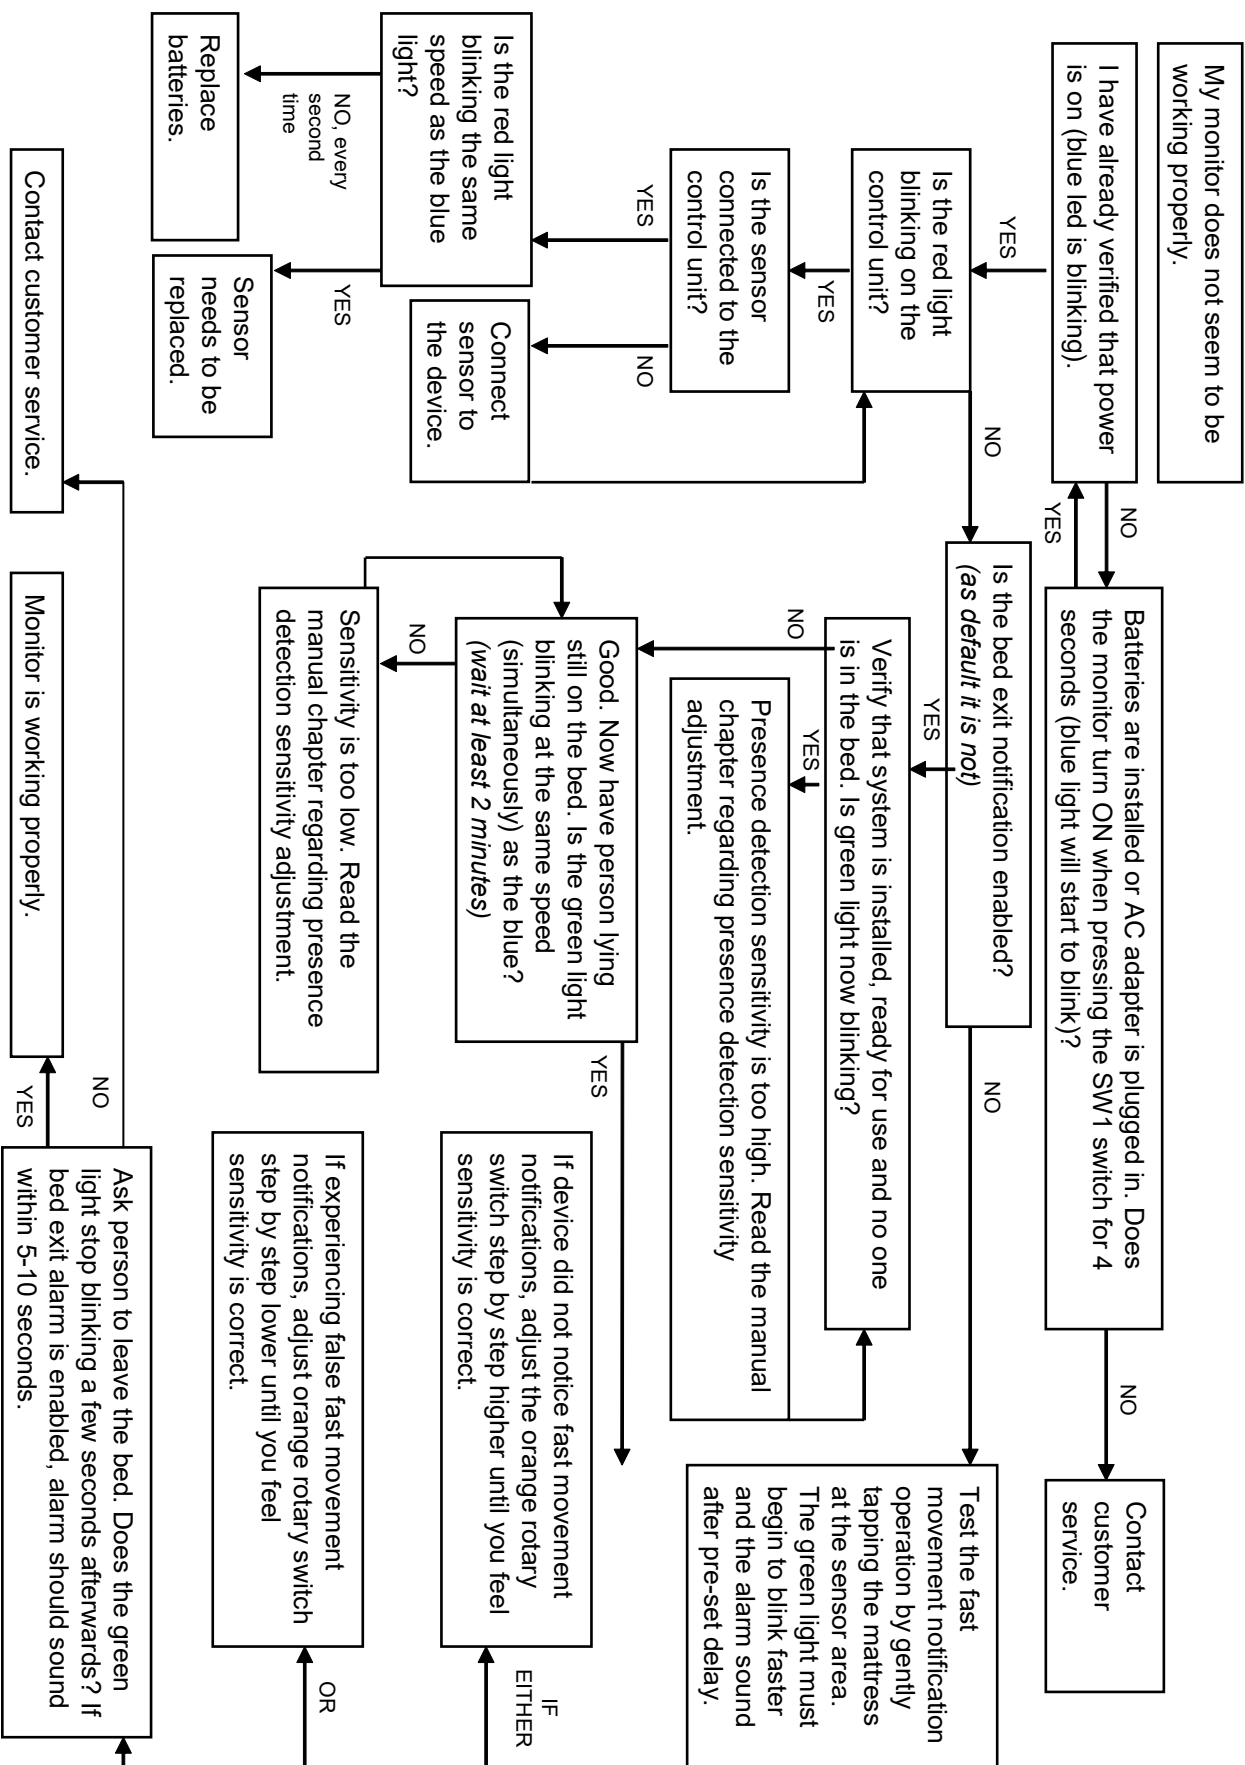 My monitor does not seem to be
working properly.
I have already verified that power
is on (blue led is blinking).
NO
YES
Batteries are installed or AC adapter is plugged in. Does
the monitor turn ON when pressing the SW1 switch for 4
seconds (blue light will start to blink)?
NO
Contact
customer
service.
YES
Is the red light
blinking on the
control unit?
NO
Is the bed exit notification enabled?
(as default it is not)
NO
Test the fast
movement notification
operation by gently
tapping the mattress
at the sensor area.
The green light must
begin to blink faster
and the alarm sound
after pre-set delay.
YES
Verify that system is installed, ready for use and no one
is in the bed. Is green light now blinking?
YES
Is the sensor
connected to the
control unit?
NO
YES
Presence detection sensitivity is too high. Read the manual
chapter regarding presence detection sensitivity
adjustment.
YES
NO
Connect
sensor to
the device.
Good. Now have person lying
still on the bed. Is the green light
blinking at the same speed
(simultaneously) as the blue?
(wait at least 2 minutes)
YES
Is the red light
blinking the same
speed as the blue
light?
NO
If device did not notice fast movement
notifications, adjust the orange rotary
switch step by step higher until you feel
sensitivity is correct.
IF
EITHER
NO, every
second
time
YES
Sensitivity is too low. Read the
manual chapter regarding presence
detection sensitivity adjustment.
If experiencing false fast movement
notifications, adjust orange rotary switch
step by step lower until you feel
sensitivity is correct.
OR
Replace
batteries.
Sensor
needs to be
replaced.
NO
Ask person to leave the bed. Does the green
light stop blinking a few seconds afterwards? If
bed exit alarm is enabled, alarm should sound
within 5-10 seconds.
YES
Contact customer service.
Monitor is working properly.